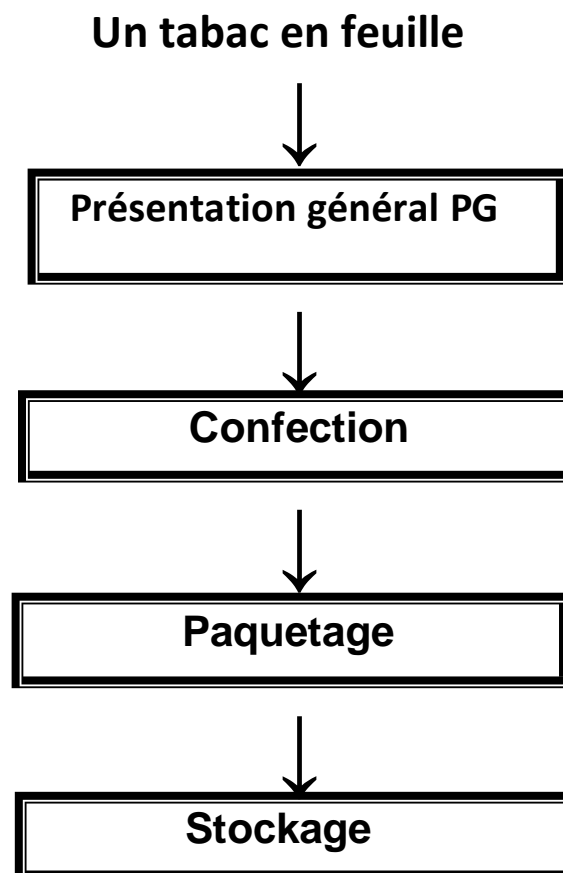 Un tabac en feuille
Présentation général PG
Confection
Paquetage
Stockage